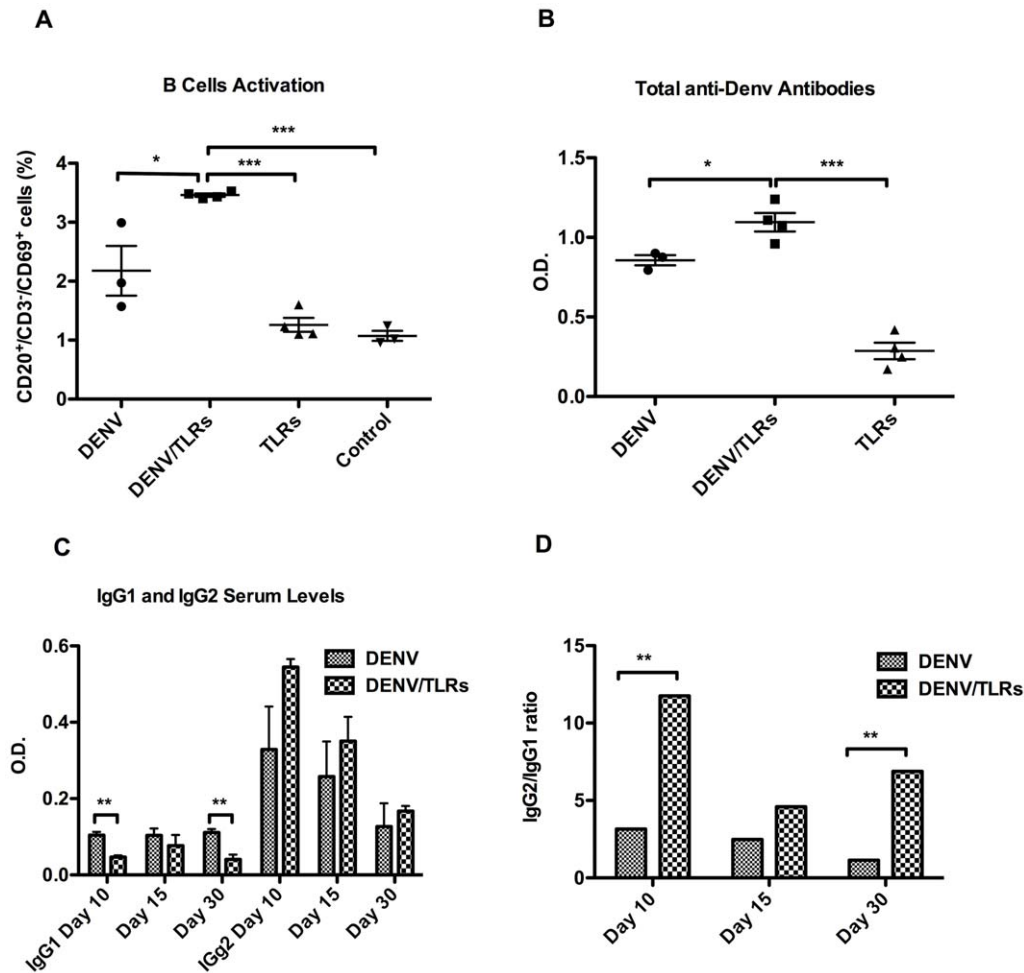 A
B Cells Activation
CD20+/CD3-/CD69+ cells (%)
4
3
2
1
0
*
***
***
DENV
DENV/TLRs
TLRs
Control
B
Total anti-Denv Antibodies
O.D.
1.5
1.0
0.5
0.0
*
***
DENV
DENV/TLRs
TLRs
C
IgG1 and IgG2 Serum Levels
O.D.
0.6
0.4
0.2
0.0
**
**
DENV
DENV/TLRs
IgG1 Day 10
Day 15
Day 30
IGg2 Day 10
Day 15
Day 30
D
IgG2/IgG1 ratio
15
10
5
0
**
**
DENV
DENV/TLRs
Day 10
Day 15
Day 30